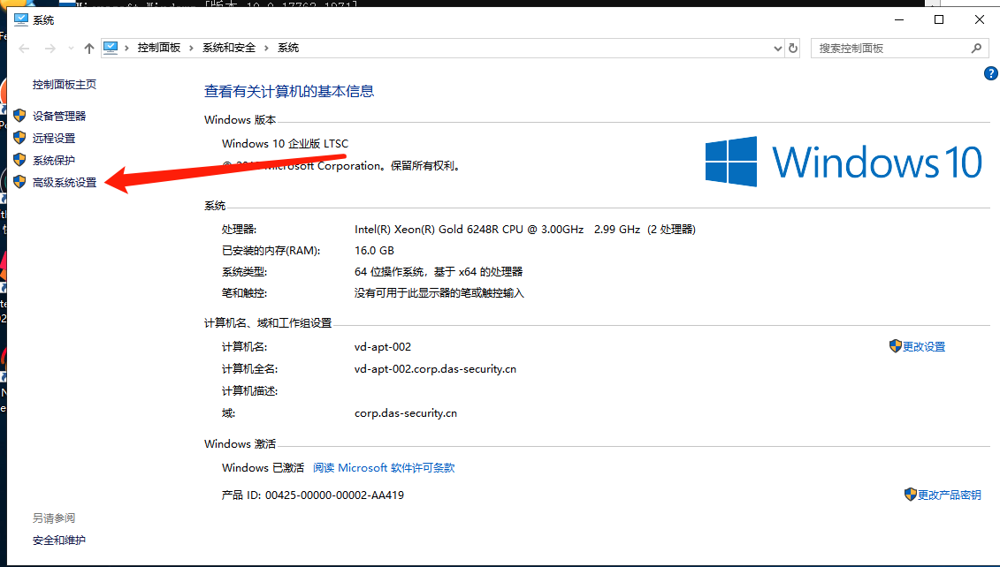 Microsoft Windows [版本 10.0.17763.1971]
系统
控制面板 › 系统和安全 › 系统
搜索控制面板
?
控制面板主页
设备管理器
远程设置
系统保护
高级系统设置
查看有关计算机的基本信息
Windows 版本
Windows 10 企业版 LTSC
Microsoft Corporation。保留所有权利。
Windows 10
系统
处理器: Intel(R) Xeon(R) Gold 6248R CPU @ 3.00GHz 2.99 GHz (2 处理器)
已安装的内存(RAM): 16.0 GB
系统类型: 64 位操作系统，基于 x64 的处理器
笔和触控: 没有可用于此显示器的笔或触控输入
计算机名、域和工作组设置
计算机名: vd-apt-002 更改设置
计算机全名: vd-apt-002.corp.das-security.cn
计算机描述:
域: corp.das-security.cn
Windows 激活
Windows 已激活 阅读 Microsoft 软件许可条款
产品 ID: 00425-00000-00002-AA419 更改产品密钥
另请参阅
安全和维护